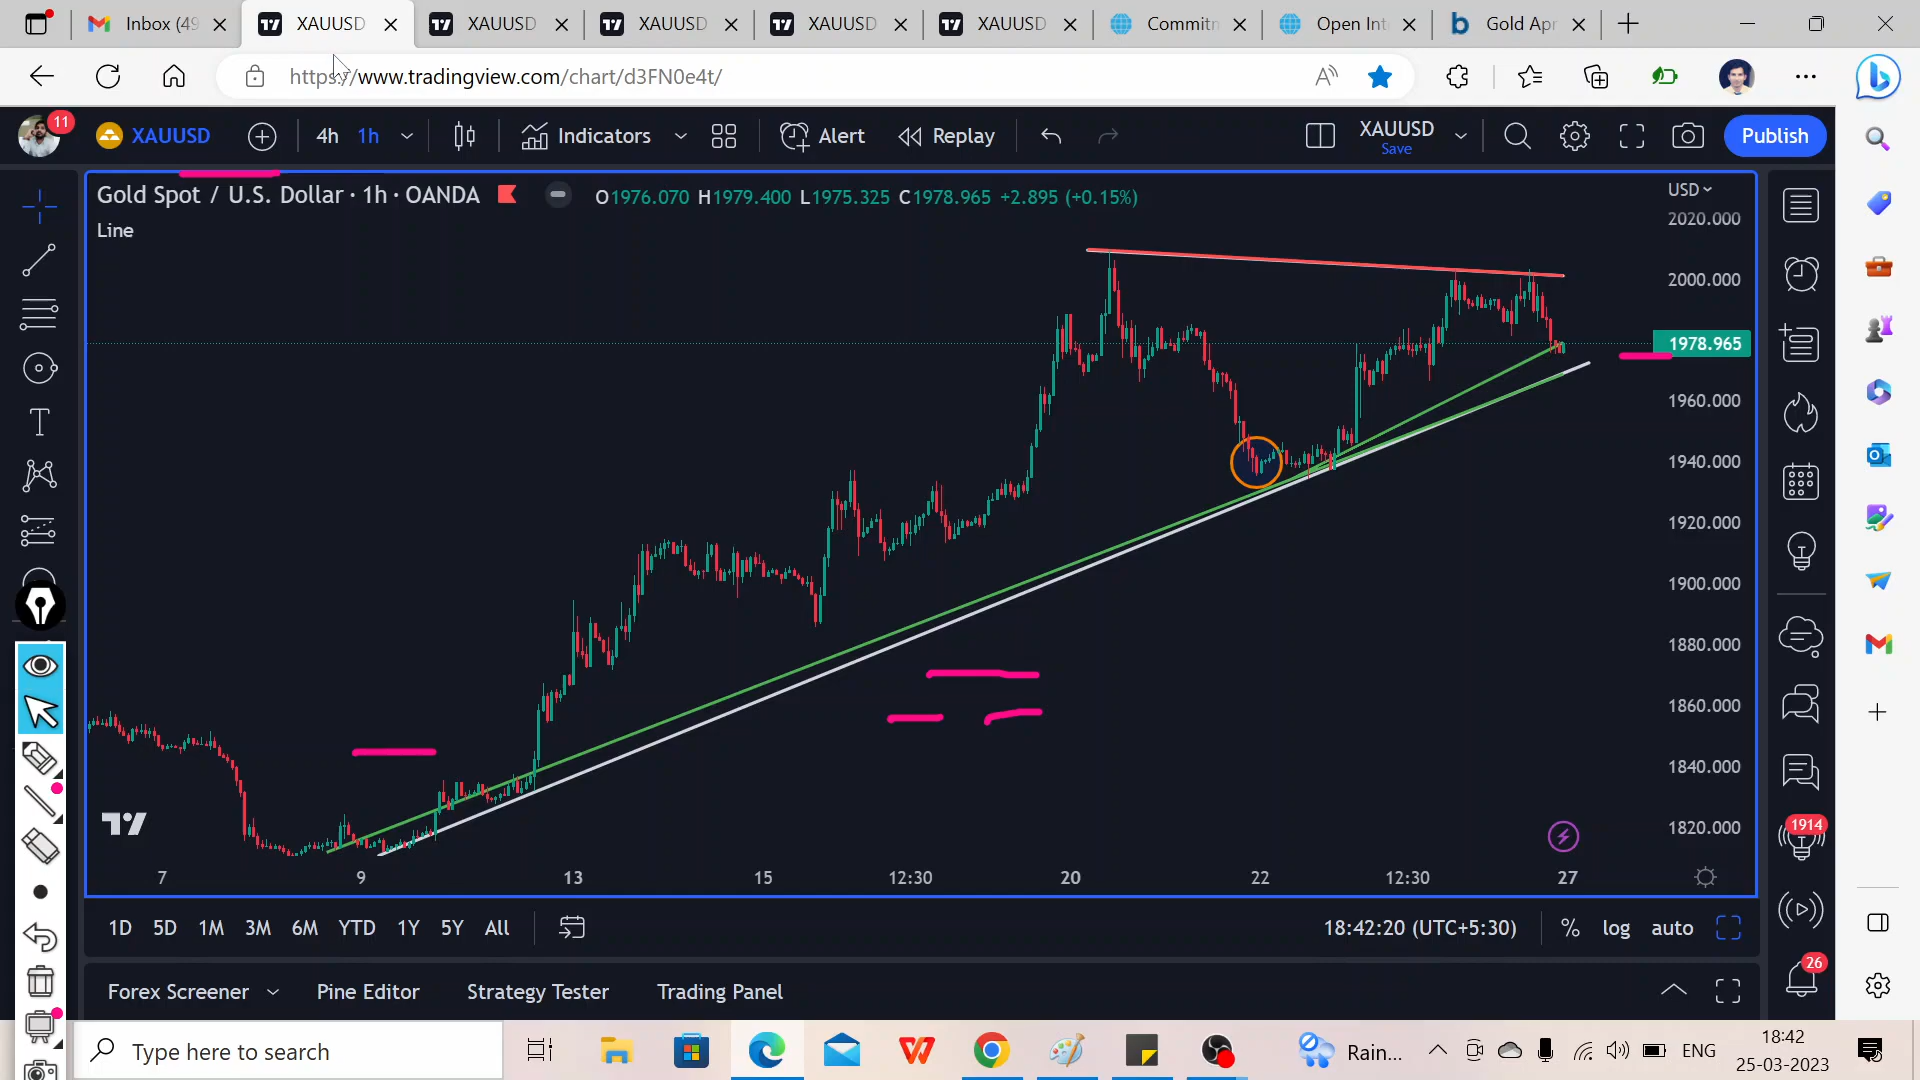 Inbox (49
XAUUSD
XAUUSD
XAUUSD
XAUUSD
XAUUSD
Commitn
Open Int
Gold Apr
https://www.tradingview.com/chart/d3FN0e4t/
11
XAUUSD
4h
1h
Indicators
Alert
Replay
XAUUSD
Save
Publish
Gold Spot / U.S. Dollar · 1h · OANDA
O1976.070 H1979.400 L1975.325 C1978.965 +2.895 (+0.15%)
Line
USD
2020.000
2000.000
1978.965
1960.000
1940.000
1920.000
1900.000
1880.000
1860.000
1840.000
1820.000
7
9
13
15
12:30
20
22
12:30
27
1914
26
1D
5D
1M
3M
6M
YTD
1Y
5Y
All
18:42:20 (UTC+5:30)
%
log
auto
Forex Screener
Pine Editor
Strategy Tester
Trading Panel
Type here to search
Rain...
ENG
18:42
25-03-2023